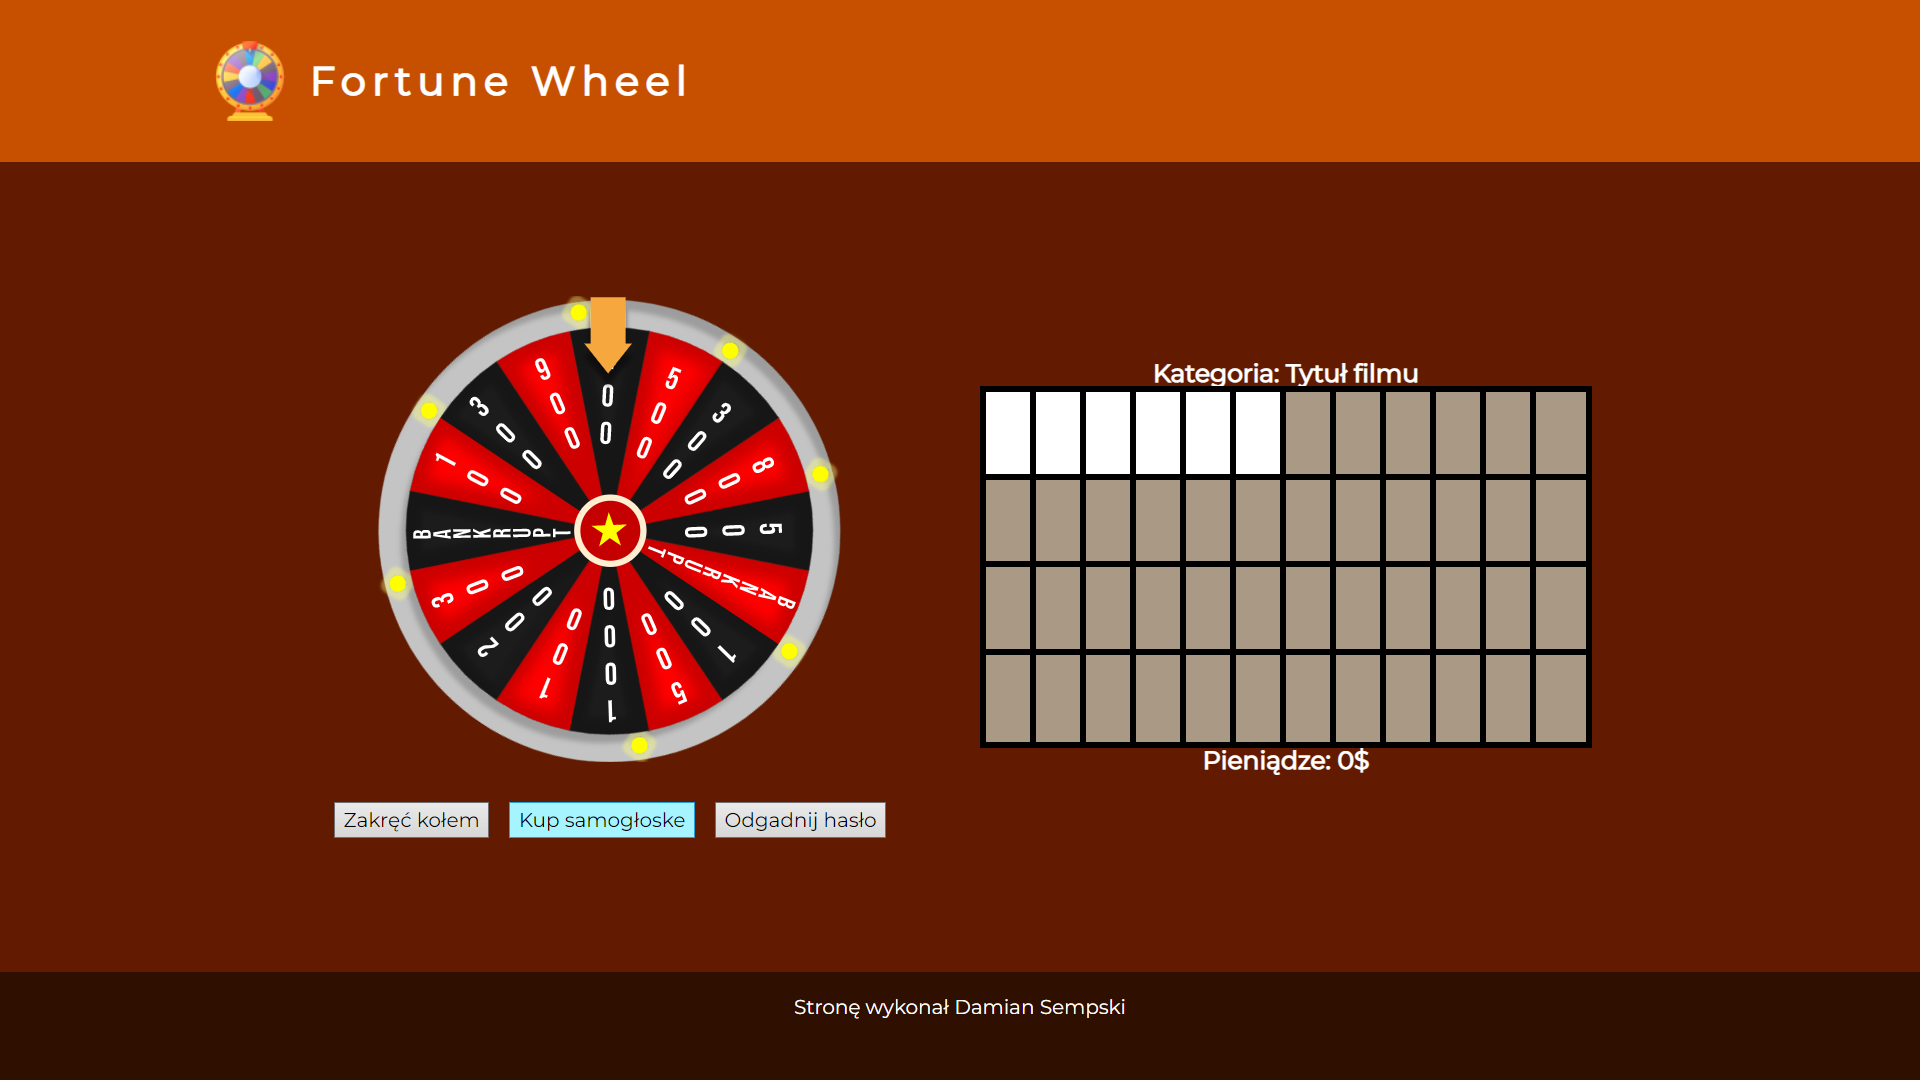 Fortune Wheel
Kategoria: Tytuł filmu
00
500
300
800
500
BANKRUPT
100
500
1000
100
200
300
BANKRUPT
100
300
900
Pieniądze: 0$
Zakręć kołem
Kup samogłoske
Odgadnij hasło
Stronę wykonał Damian Sempski